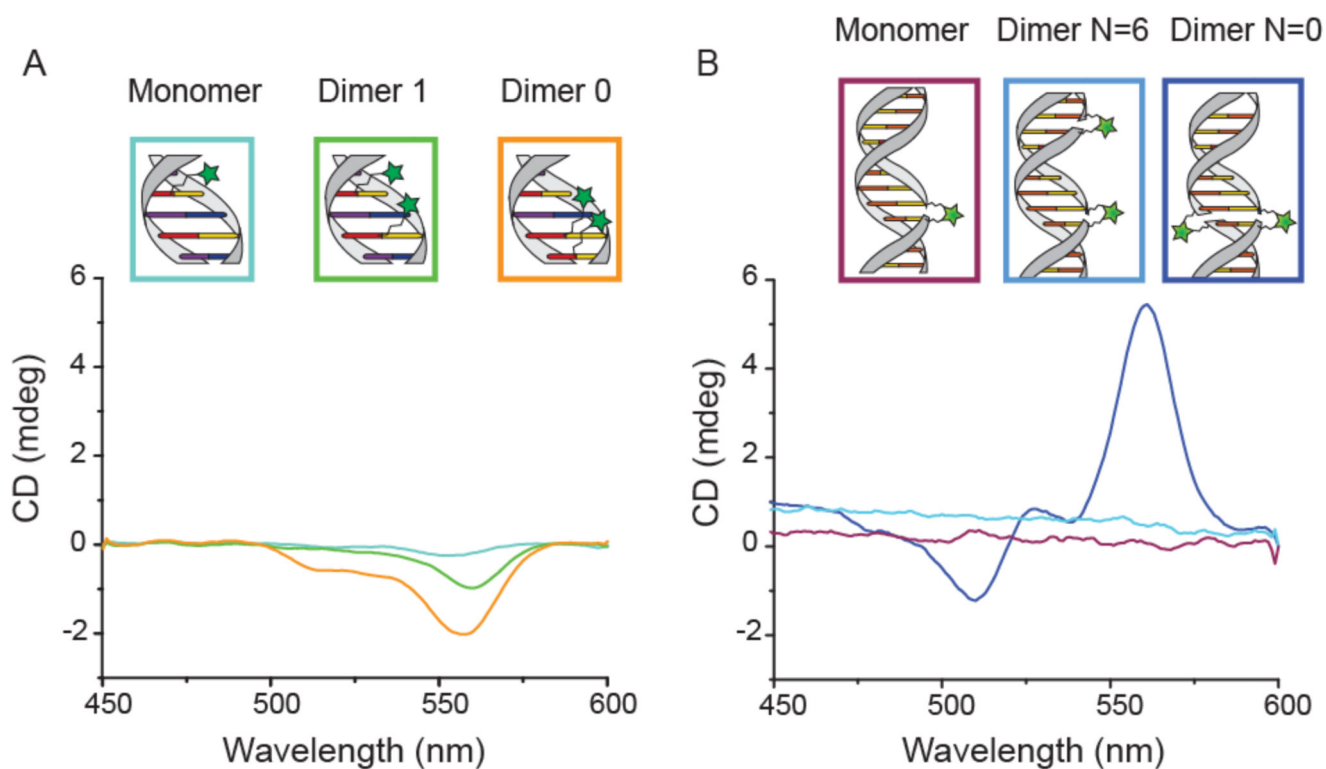 A
Monomer Dimer 1 Dimer 0
6
4
2
0
-2
CD (mdeg)
450 500 550 600
Wavelength (nm)
B
Monomer Dimer N=6 Dimer N=0
6
4
2
0
-2
CD (mdeg)
450 500 550 600
Wavelength (nm)